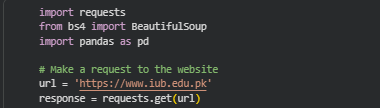 import requests
from bs4 import BeautifulSoup
import pandas as pd
# Make a request to the website
url = 'https://www.iub.edu.pk'
response = requests.get(url)